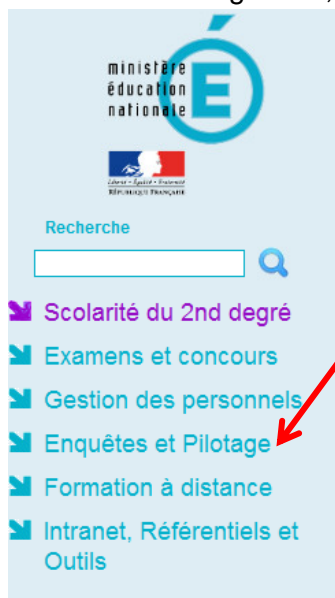 ministère
éducation
nationale
É
Liberté • Égalité • Fraternité
RÉPUBLIQUE FRANÇAISE
Recherche
Scolarité du 2nd degré
Examens et concours
Gestion des personnels
Enquêtes et Pilotage
Formation à distance
Intranet, Référentiels et
Outils